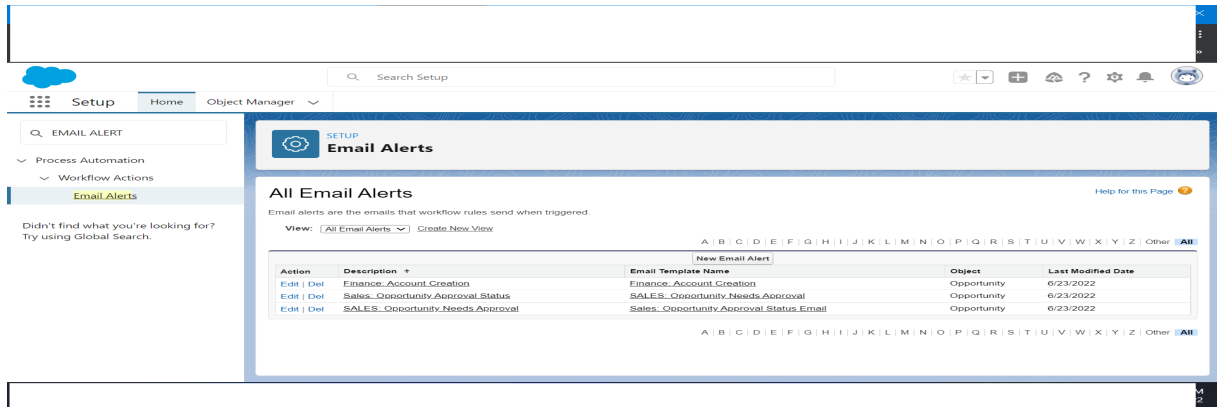 Search Setup
Setup Home Object Manager
EMAIL ALERT
Process Automation
Workflow Actions
Email Alerts
Didn't find what you're looking for?
Try using Global Search.
SETUP
Email Alerts
All Email Alerts
Help for this Page ?
Email alerts are the emails that workflow rules send when triggered.
View: All Email Alerts Create New View
A | B | C | D | E | F | G | H | I | J | K | L | M | N | O | P | Q | R | S | T | U | V | W | X | Y | Z | Other All
New Email Alert
Action Description ↑ Email Template Name Object Last Modified Date
Edit | Del Finance: Account Creation Finance: Account Creation Opportunity 6/23/2022
Edit | Del Sales: Opportunity Approval Status SALES: Opportunity Needs Approval Opportunity 6/23/2022
Edit | Del SALES: Opportunity Needs Approval Sales: Opportunity Approval Status Email Opportunity 6/23/2022
A | B | C | D | E | F | G | H | I | J | K | L | M | N | O | P | Q | R | S | T | U | V | W | X | Y | Z | Other All